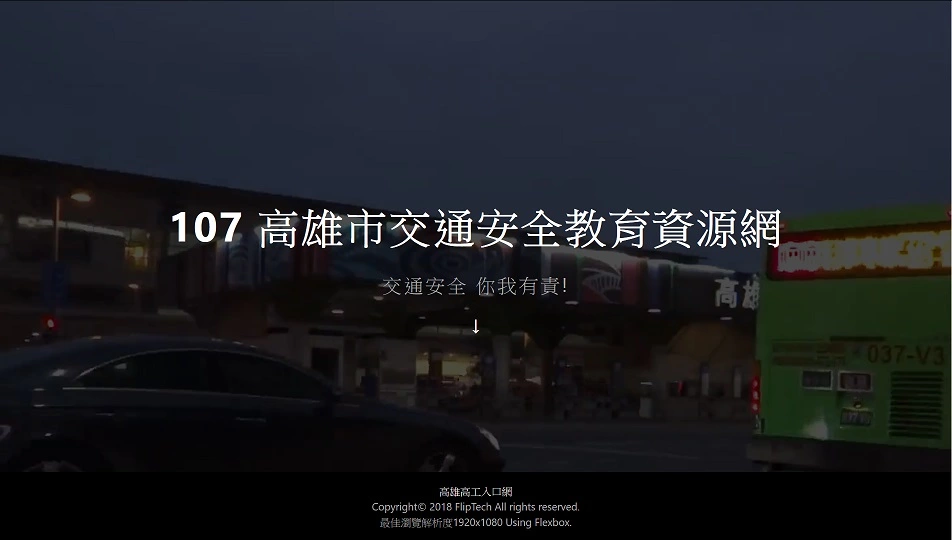 107 高雄市交通安全教育資源網
交通安全 你我有責!
↓
高雄
037-V3
高雄高工入口網
Copyright© 2018 FlipTech All rights reserved.
最佳瀏覽解析度1920x1080 Using Flexbox.